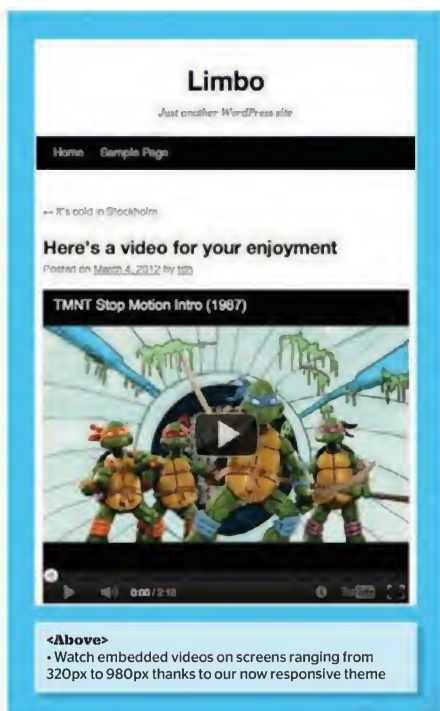 Limbo
Just another WordPress site
Home Sample Page
← It's cold in Stockholm
Here's a video for your enjoyment
Posted on March 4, 2012 by tdh
TMNT Stop Motion Intro (1987)
0:00 / 2:18
YouTube
<Above>
• Watch embedded videos on screens ranging from
320px to 980px thanks to our now responsive theme